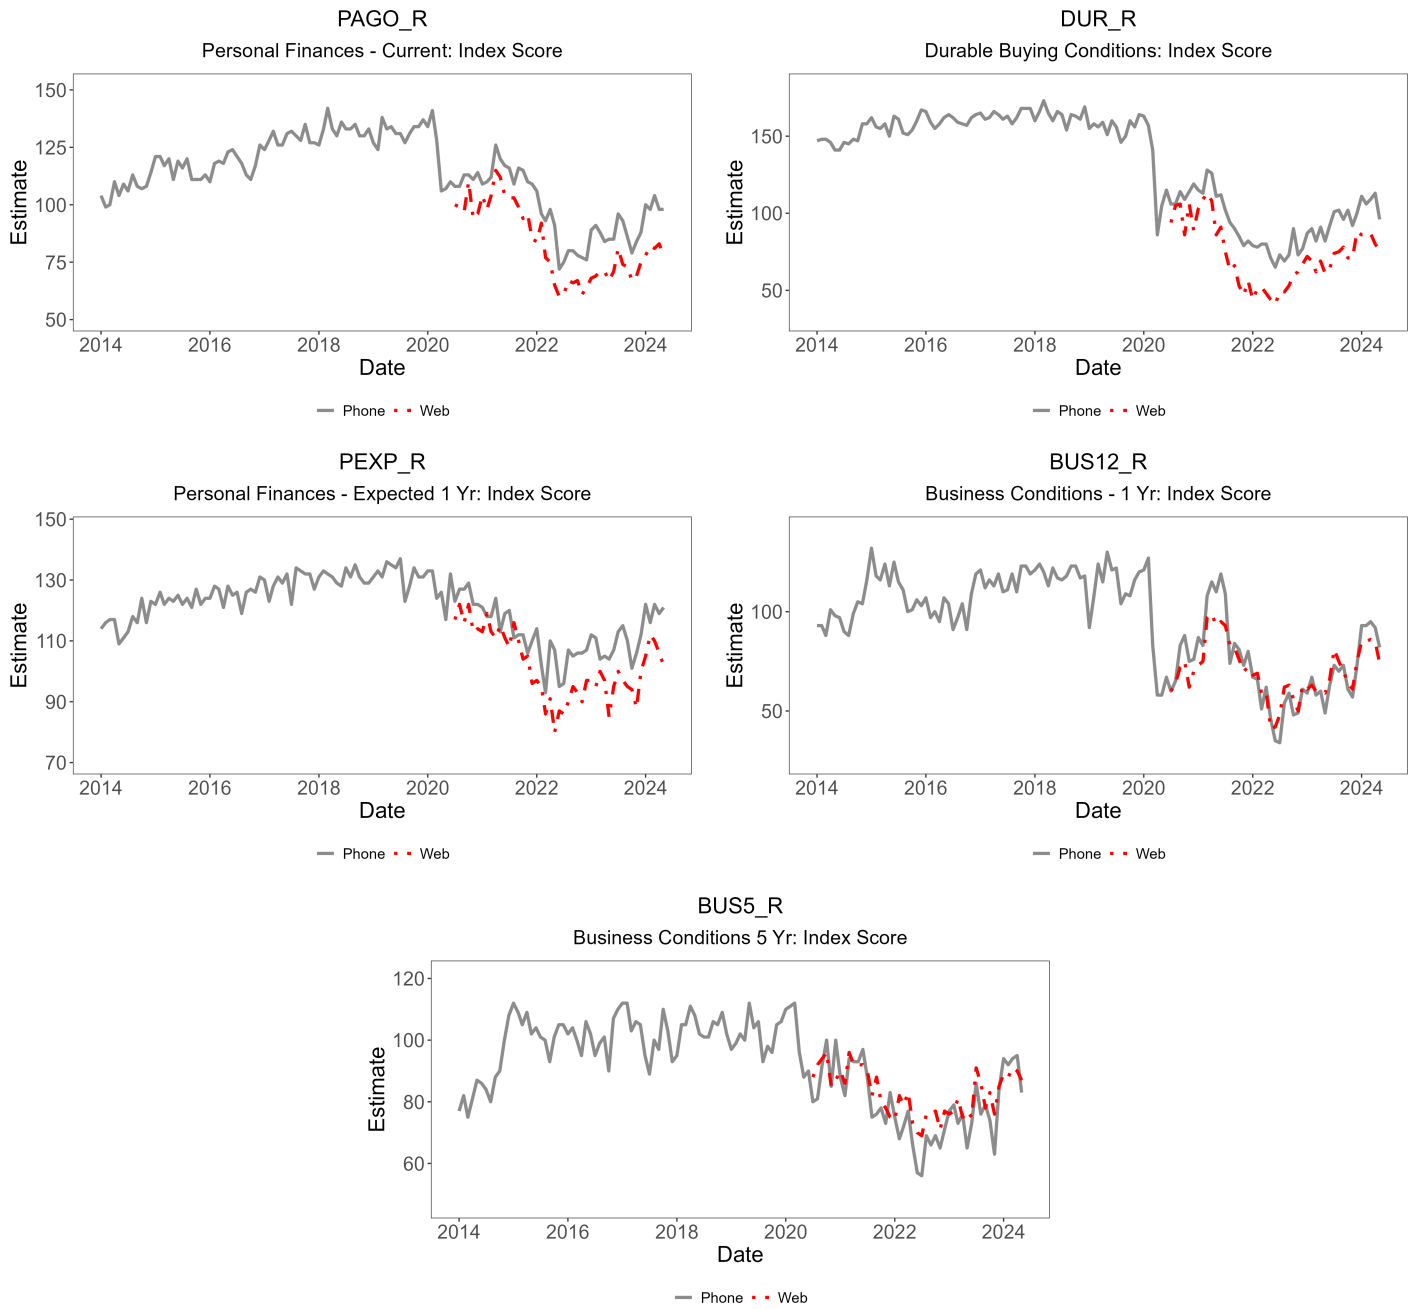 PAGO_R
Personal Finances - Current: Index Score
Estimate
150
125
100
75
50
2014 2016 2018 2020 2022 2024
Date
Phone Web
DUR_R
Durable Buying Conditions: Index Score
Estimate
150
100
50
2014 2016 2018 2020 2022 2024
Date
Phone Web
PEXP_R
Personal Finances - Expected 1 Yr: Index Score
Estimate
150
130
110
90
70
2014 2016 2018 2020 2022 2024
Date
Phone Web
BUS12_R
Business Conditions - 1 Yr: Index Score
Estimate
100
50
2014 2016 2018 2020 2022 2024
Date
Phone Web
BUS5_R
Business Conditions 5 Yr: Index Score
Estimate
120
100
80
60
2014 2016 2018 2020 2022 2024
Date
Phone Web